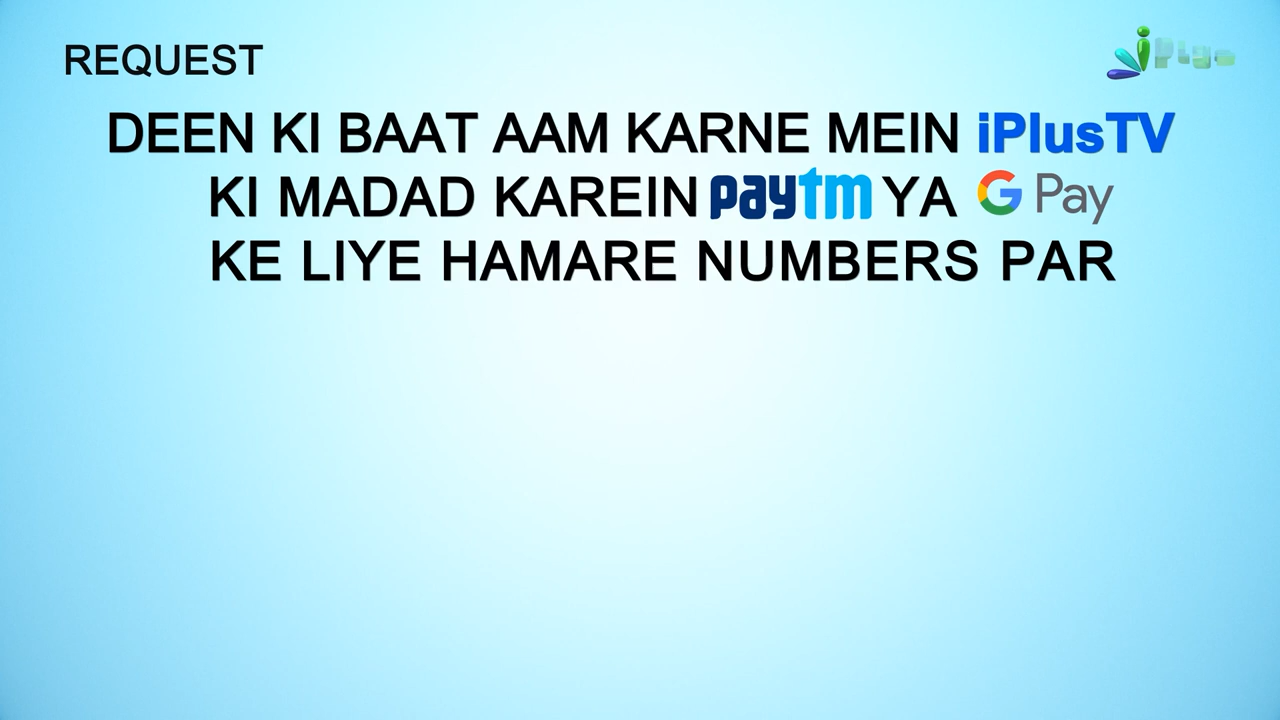 REQUEST
iPlus
DEEN KI BAAT AAM KARNE MEIN iPlusTV
KI MADAD KAREIN paytm YA G Pay
KE LIYE HAMARE NUMBERS PAR